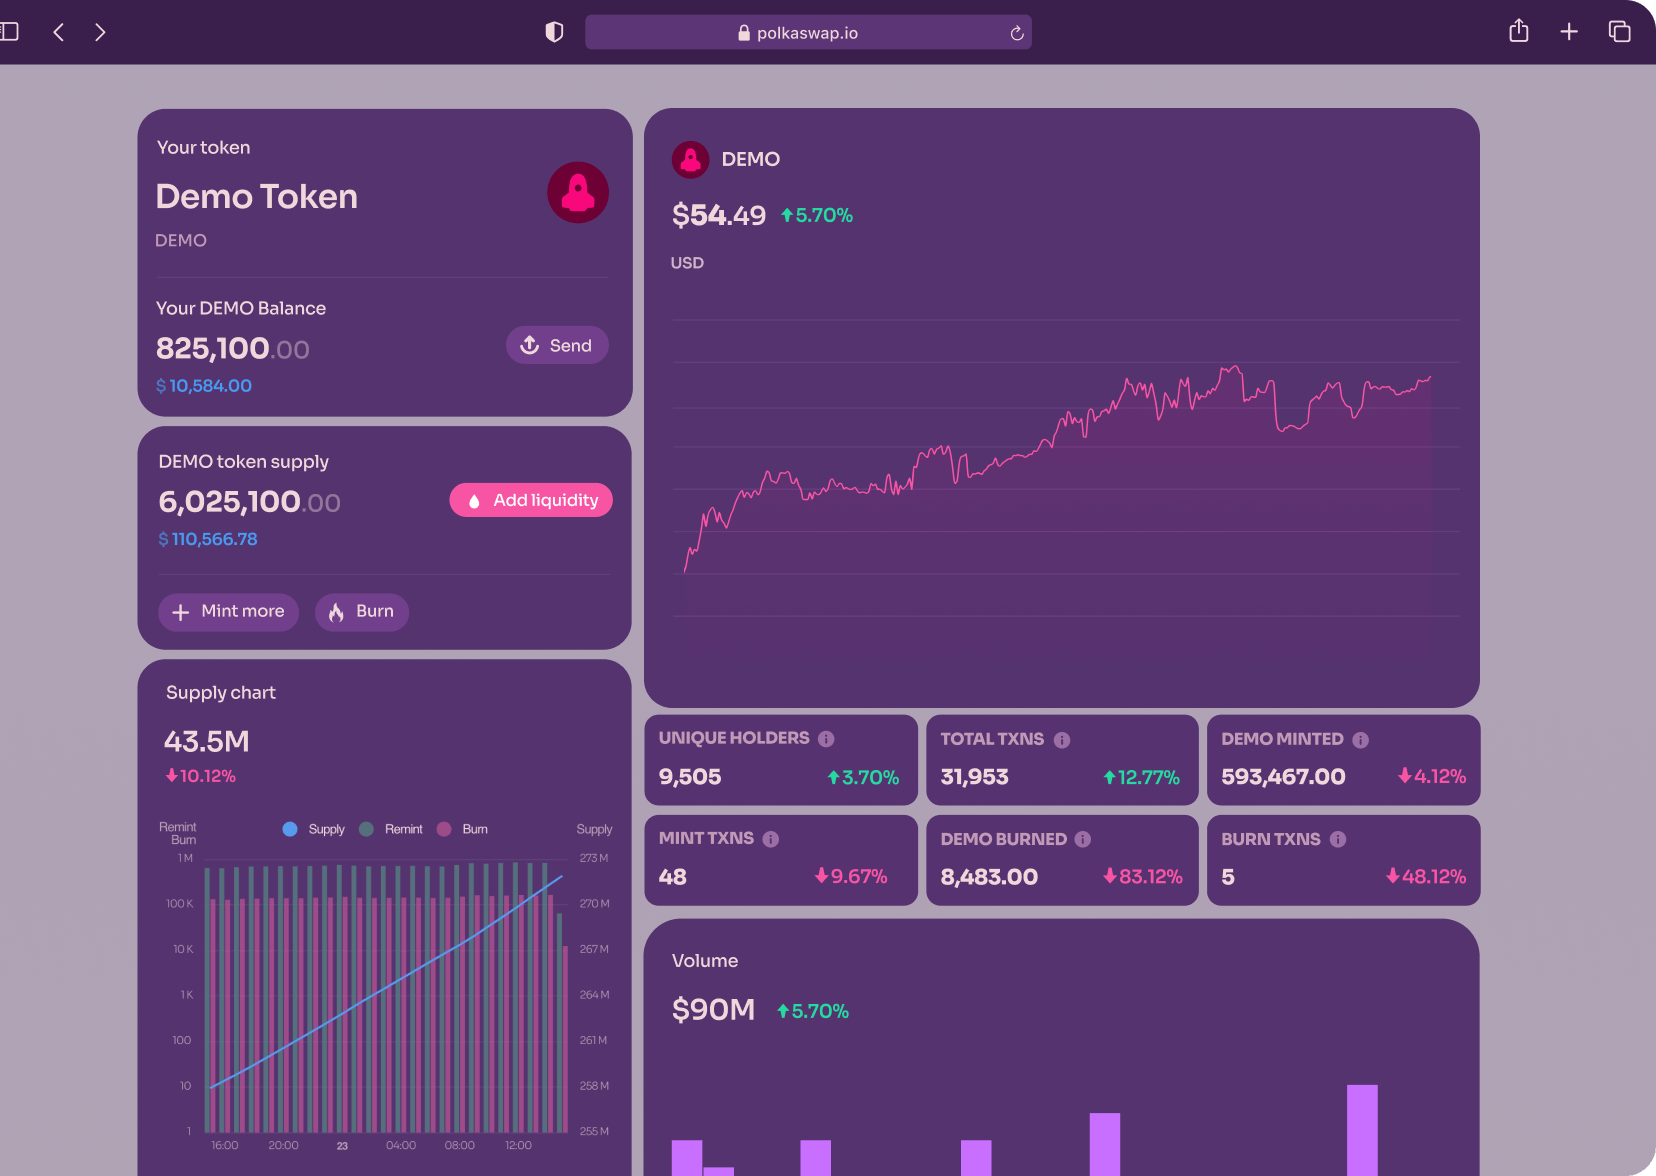 polkaswap.io
Your token
Demo Token
DEMO
Your DEMO Balance
825,100.00
Send
$ 10,584.00
DEMO token supply
6,025,100.00
Add liquidity
$ 110,566.78
Mint more
Burn
Supply chart
43.5M
10.12%
Remint
Burn
Supply
Remint
Burn
Supply
1 M
100 K
10 K
1 K
100
10
1
273 M
270 M
267 M
264 M
261 M
258 M
255 M
16:00 20:00 23 04:00 08:00 12:00
DEMO
$54.49 5.70%
USD
UNIQUE HOLDERS
9,505 3.70%
TOTAL TXNS
31,953 12.77%
DEMO MINTED
593,467.00 4.12%
MINT TXNS
48 9.67%
DEMO BURNED
8,483.00 83.12%
BURN TXNS
5 48.12%
Volume
$90M 5.70%